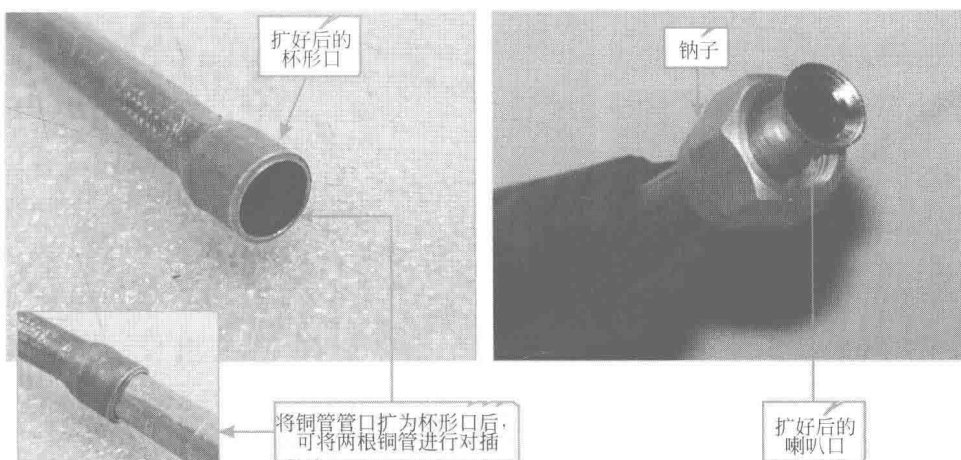 扩好后的
杯形口
钠子
将铜管管口扩为杯形口后，
可将两根铜管进行对插
扩好后的
喇叭口